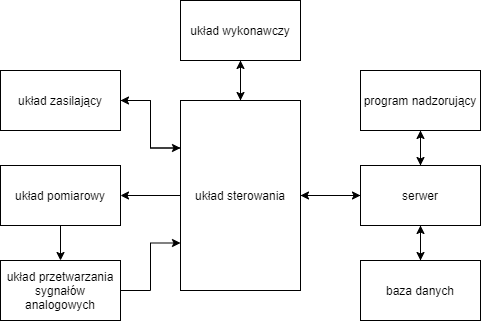 układ wykonawczy
układ zasilający
program nadzorujący
układ pomiarowy
układ sterowania
serwer
układ przetwarzania
sygnałów
analogowych
baza danych